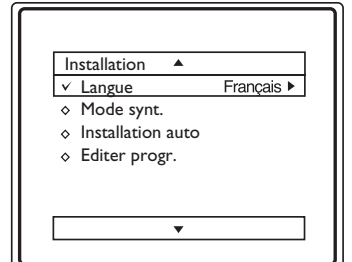 Installation
Langue Français
Mode synt.
Installation auto
Editer progr.